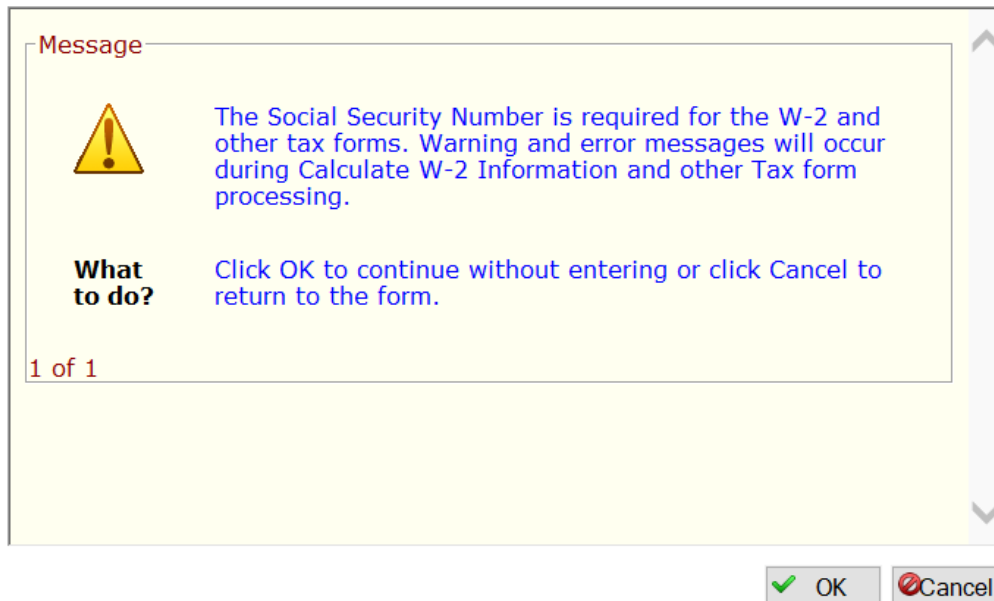 Message
The Social Security Number is required for the W-2 and
other tax forms. Warning and error messages will occur
during Calculate W-2 Information and other Tax form
processing.
What
to do?
Click OK to continue without entering or click Cancel to
return to the form.
1 of 1
OK
Cancel